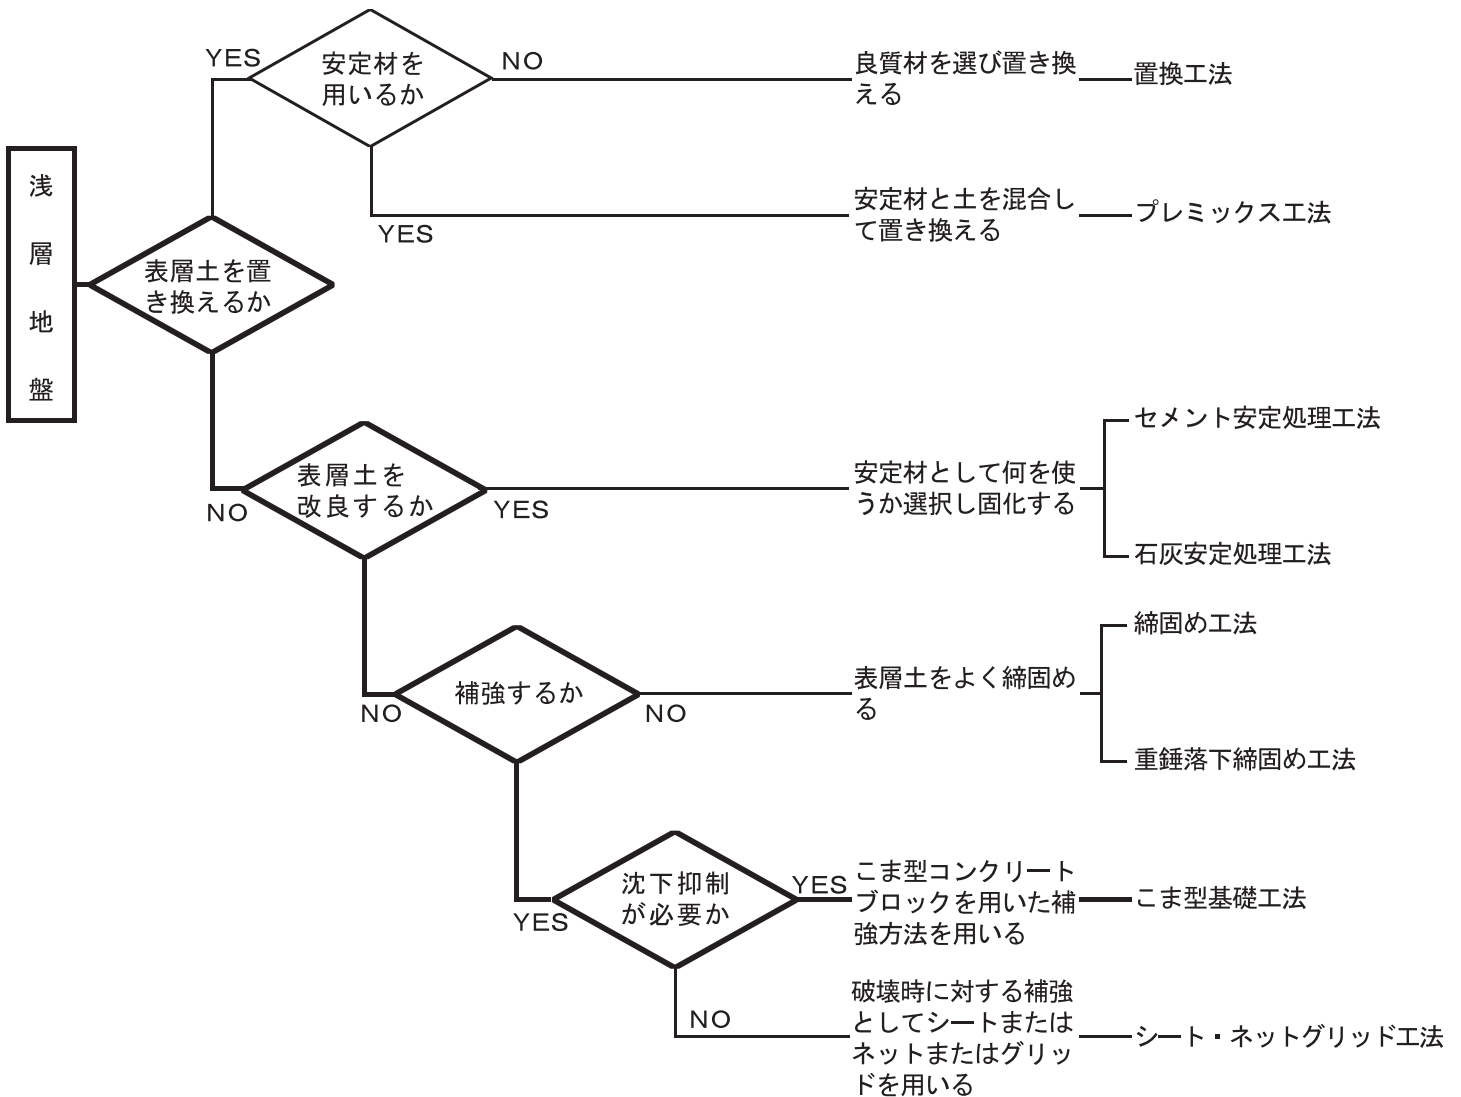 浅層地盤
表層土を置
き換えるか
YES
安定材を
用いるか
NO
良質材を選び置き換
える
置換工法
YES
安定材と土を混合し
て置き換える
プレミックス工法
NO
表層土を
改良するか
YES
安定材として何を使
うか選択し固化する
セメント安定処理工法
石灰安定処理工法
NO
補強するか
NO
表層土をよく締固め
る
締固め工法
重錘落下締固め工法
YES
沈下抑制
が必要か
YES
こま型コンクリート
ブロックを用いた補
強方法を用いる
こま型基礎工法
NO
破壊時に対する補強
としてシートまたは
ネットまたはグリッ
ドを用いる
シート・ネットグリッド工法